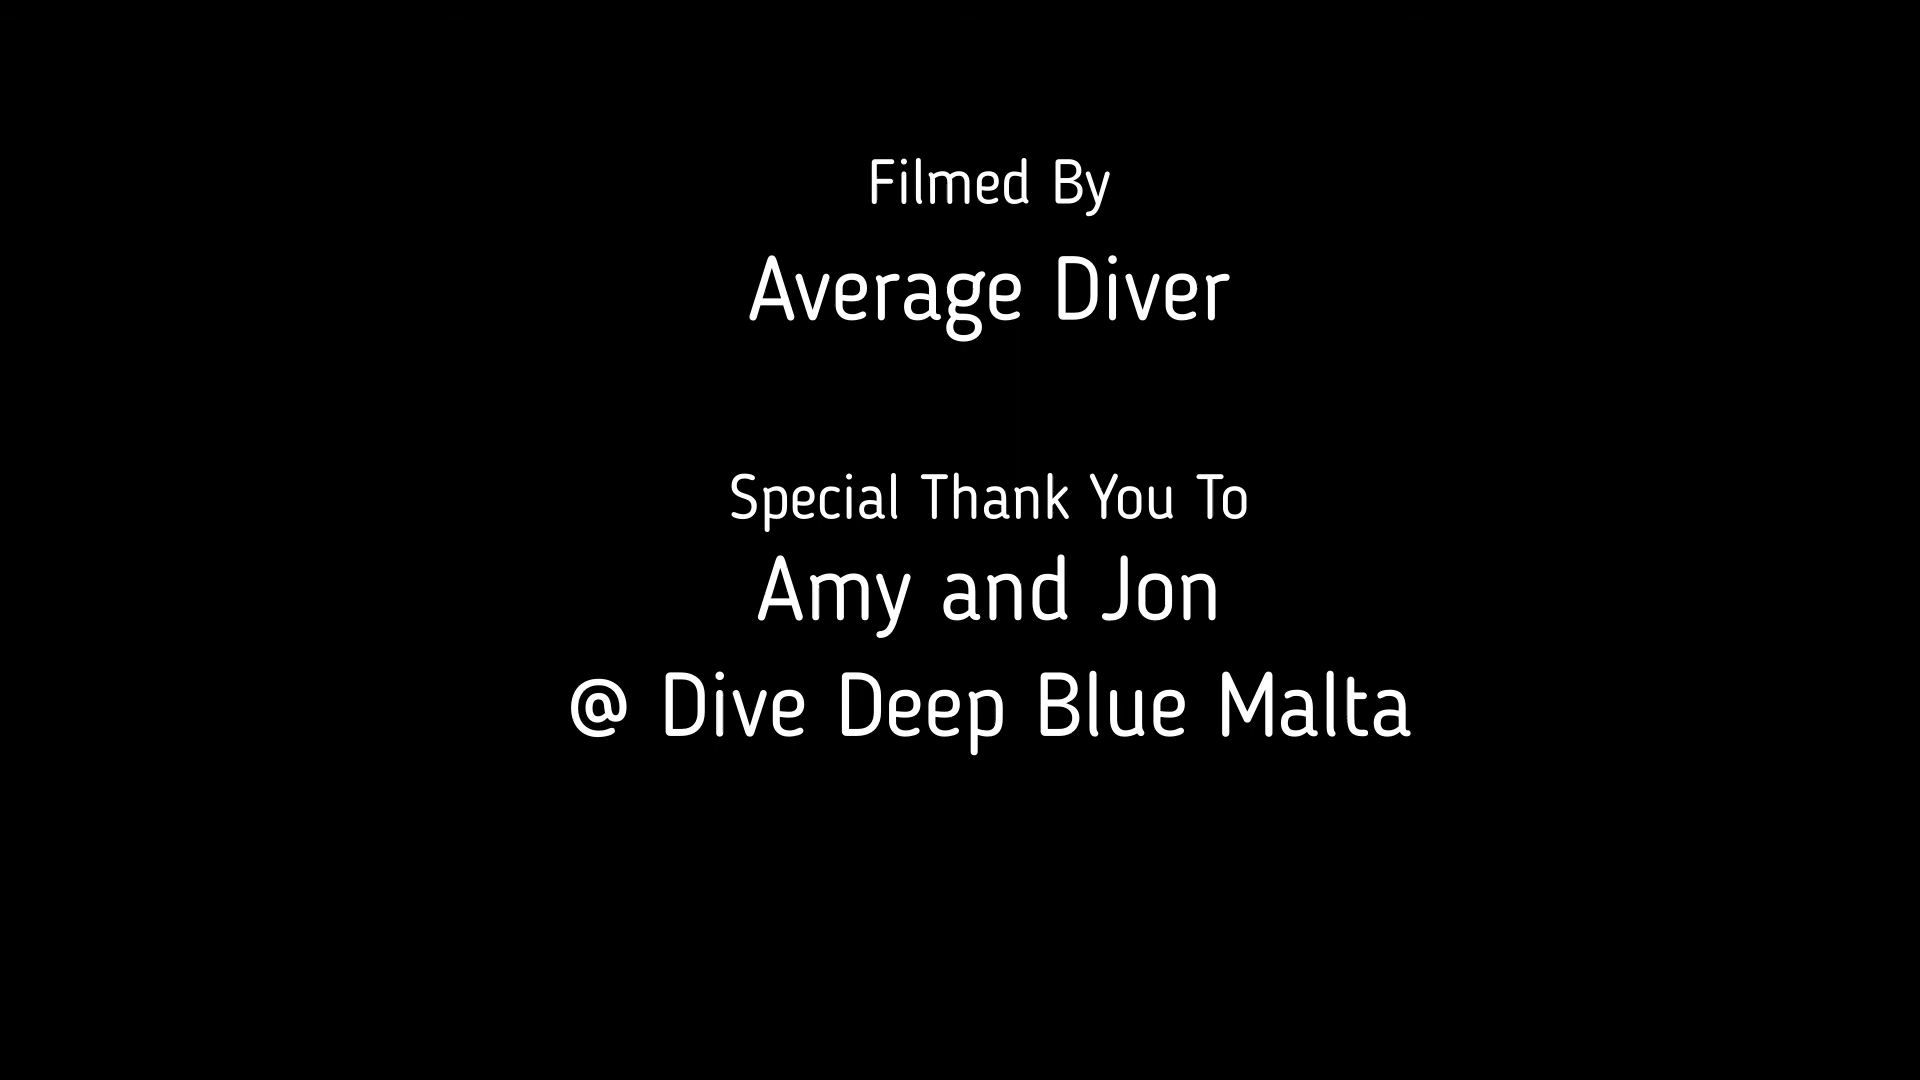 Filmed By
Average Diver
Special Thank You To
Amy and Jon
@ Dive Deep Blue Malta